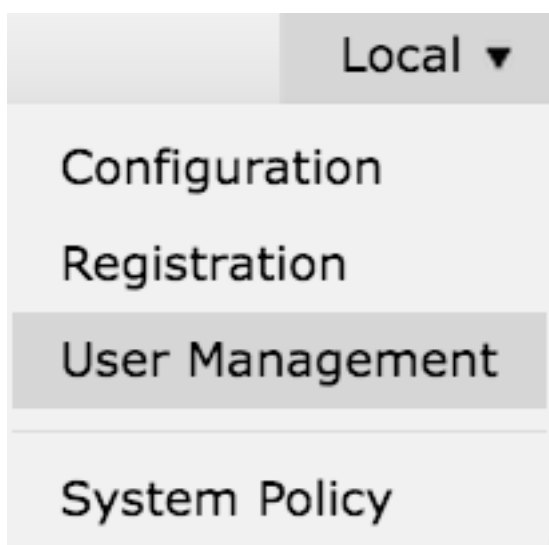 Local ▼
Configuration
Registration
User Management
System Policy